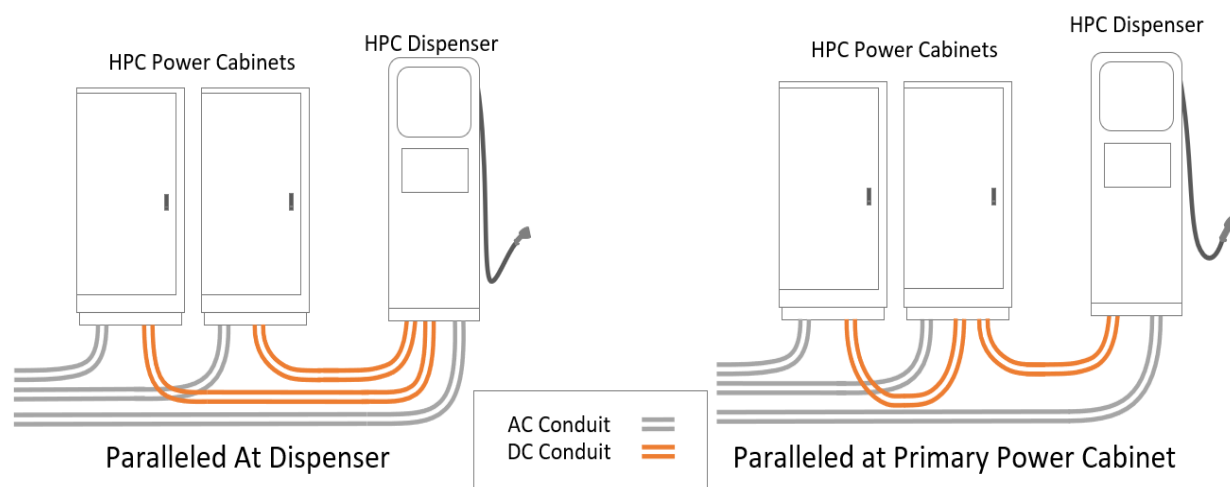 HPC Power Cabinets
HPC Dispenser
HPC Power Cabinets
HPC Dispenser
AC Conduit
DC Conduit
Paralleled At Dispenser
Paralleled at Primary Power Cabinet